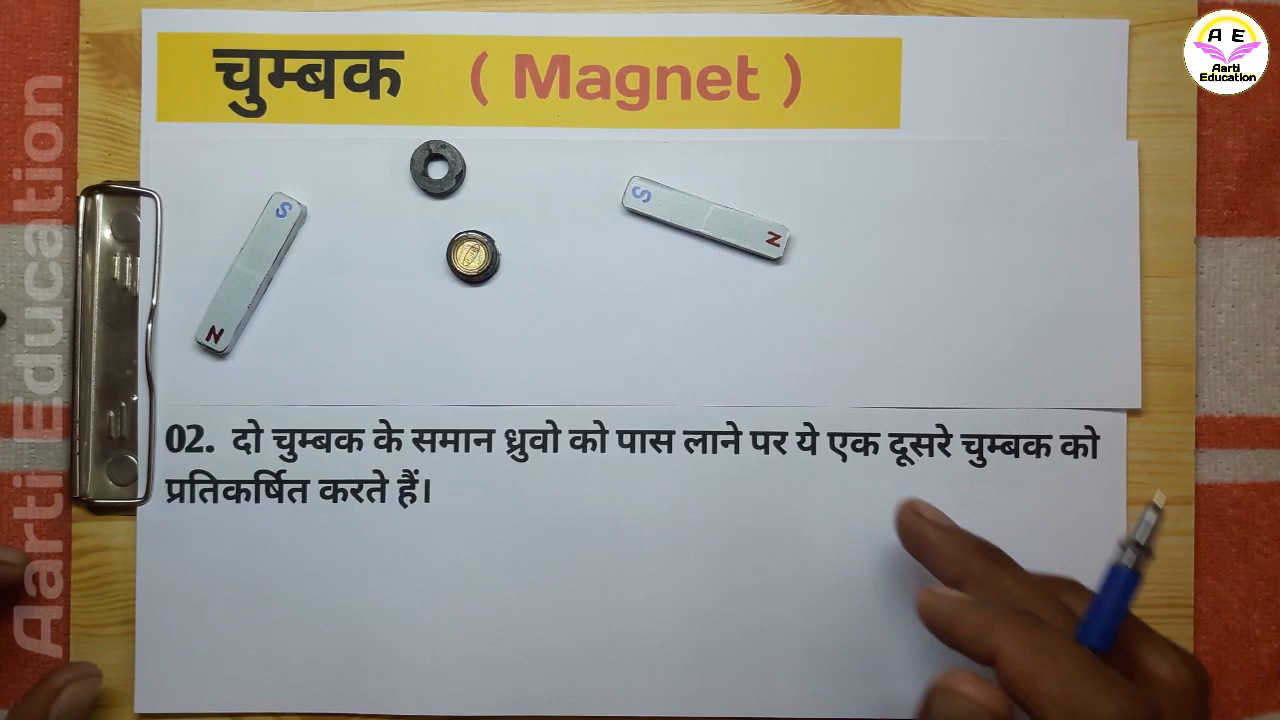 चुम्बक ( Magnet )
A E
Aarti
Education
S
N
S
N
02. दो चुम्बक के समान ध्रुवो को पास लाने पर ये एक दूसरे चुम्बक को
प्रतिकर्षित करते हैं।
Aarti Education